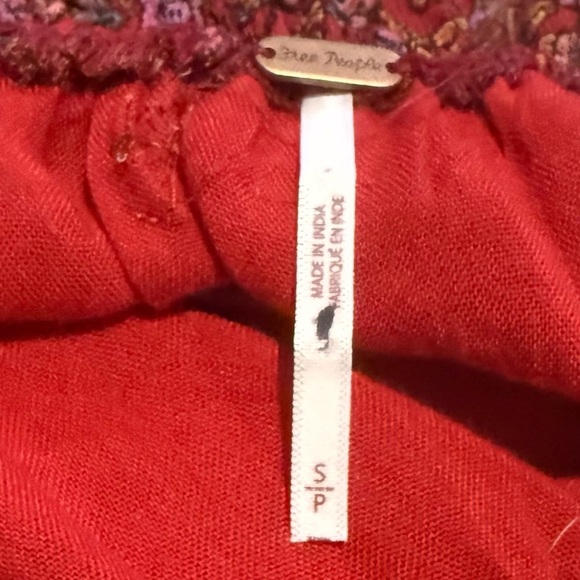 Free People
MADE IN INDIA
FABRIQUÉ EN INDE
S
P